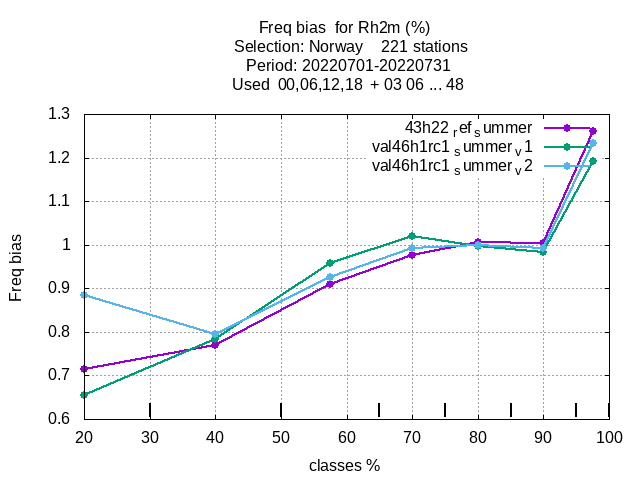 Freq bias  for Rh2m (%)
Selection: Norway    221 stations
Period: 20220701-20220731
Used  00,06,12,18  + 03 06 ... 48
43h22 ref summer
val46h1rc1 summer v1
val46h1rc1 summer v2
1.3
1.2
1.1
1
0.9
0.8
0.7
0.6
Freq bias
20 30 40 50 60 70 80 90 100
classes %